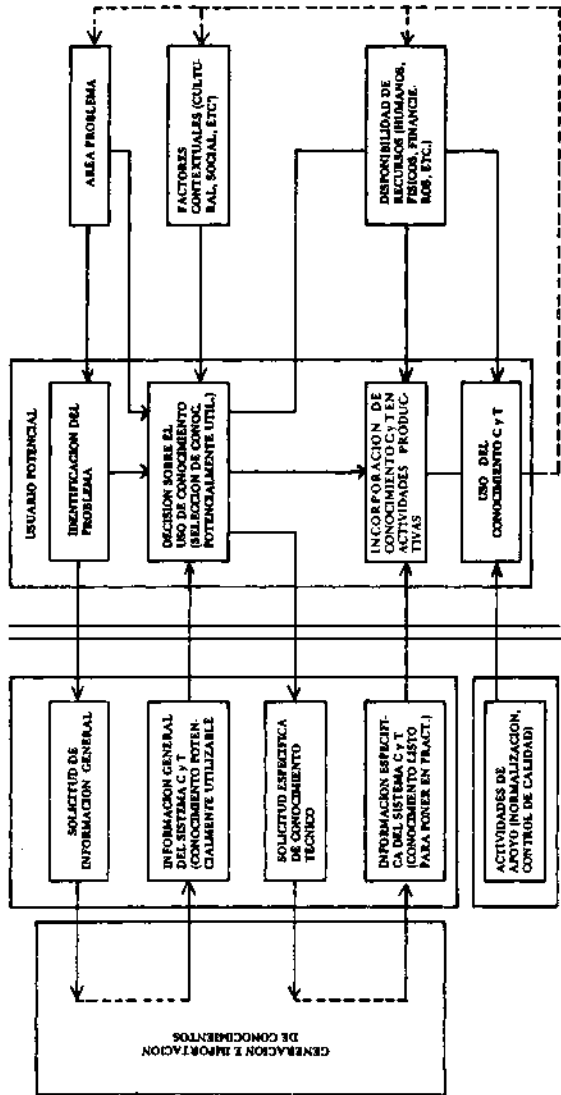 GENERACION E IMPORTACION
DE CONOCIMIENTOS
SOLICITUD DE
INFORMACION GENERAL
INFORMACION GENERAL
DEL SISTEMA C y T
(CONOCIMIENTO POTEN-
CIALMENTE UTILIZABLE
SOLICITUD ESPECIFICA
DE CONOCIMIENTO
TECNICO
INFORMACION ESPECIFI-
CA DEL SISTEMA C y T
(CONOCIMIENTO LISTO
PARA PONER EN PRACT.)
ACTIVIDADES DE
APOYO (NORMALIZACION,
CONTROL DE CALIDAD)
USUARIO POTENCIAL
IDENTIFICACION DEL
PROBLEMA
DECISION SOBRE EL
USO DE CONOCIMIENTO
(SELECCION DE CONOC.
POTENCIALMENTE UTIL.)
INCORPORACION DE
CONOCIMIENTO C y T EN
ACTIVIDADES PRODUC-
TIVAS
USO DEL
CONOCIMIENTO C y T
AREA PROBLEMA
FACTORES
CONTEXTUALES (CULTU-
RAL, SOCIAL, ETC)
DISPONIBILIDAD DE
RECURSOS (HUMANOS,
FISICOS, FINANCIE-
ROS, ETC.)